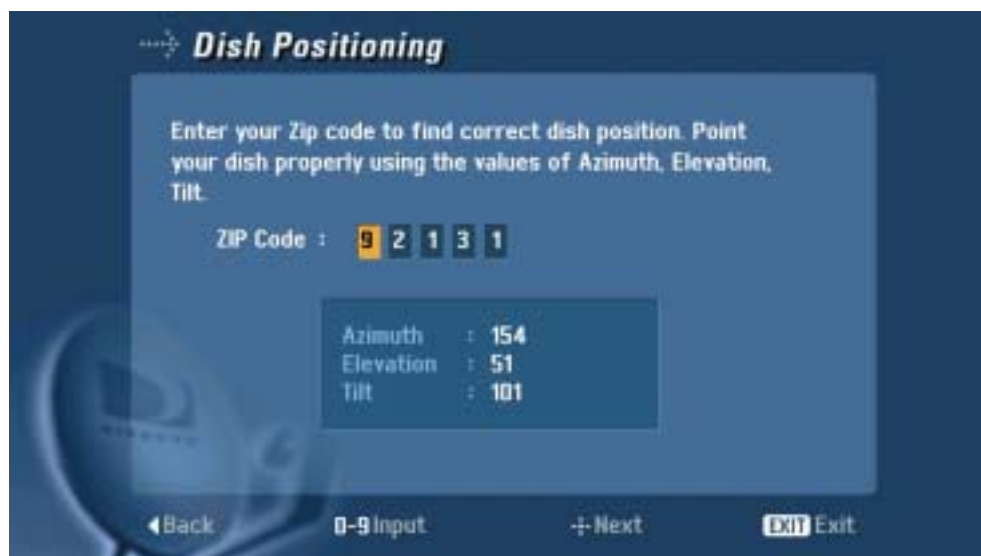 Dish Positioning
Enter your Zip code to find correct dish position. Point
your dish properly using the values of Azimuth, Elevation,
Tilt.
ZIP Code : 9 2 1 3 1
Azimuth : 154
Elevation : 51
Tilt : 101
DIRECTV
Back 0-9 Input Next EXIT Exit